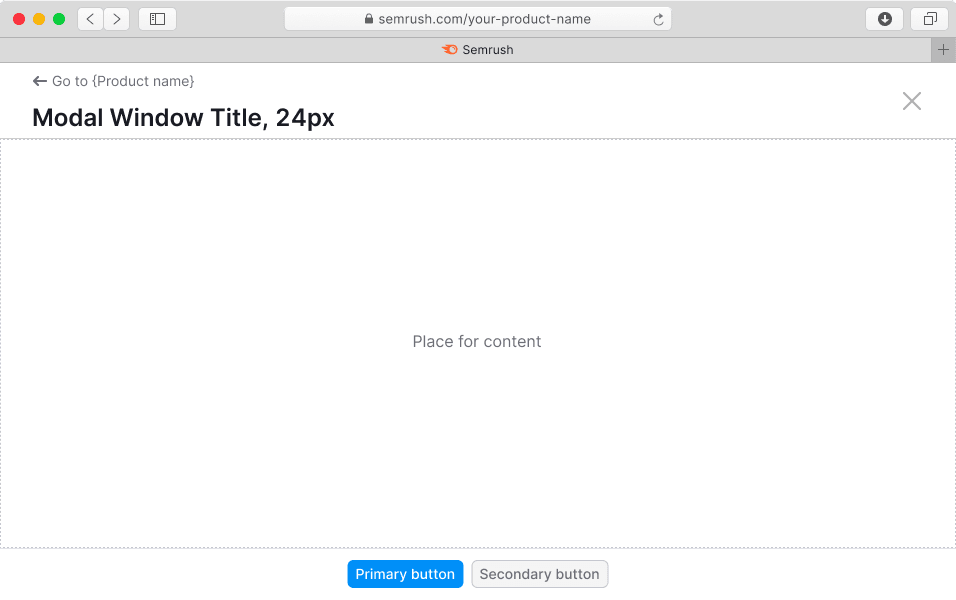 semrush.com/your-product-name
Semrush
Go to {Product name}
Modal Window Title, 24px
Place for content
Primary button
Secondary button